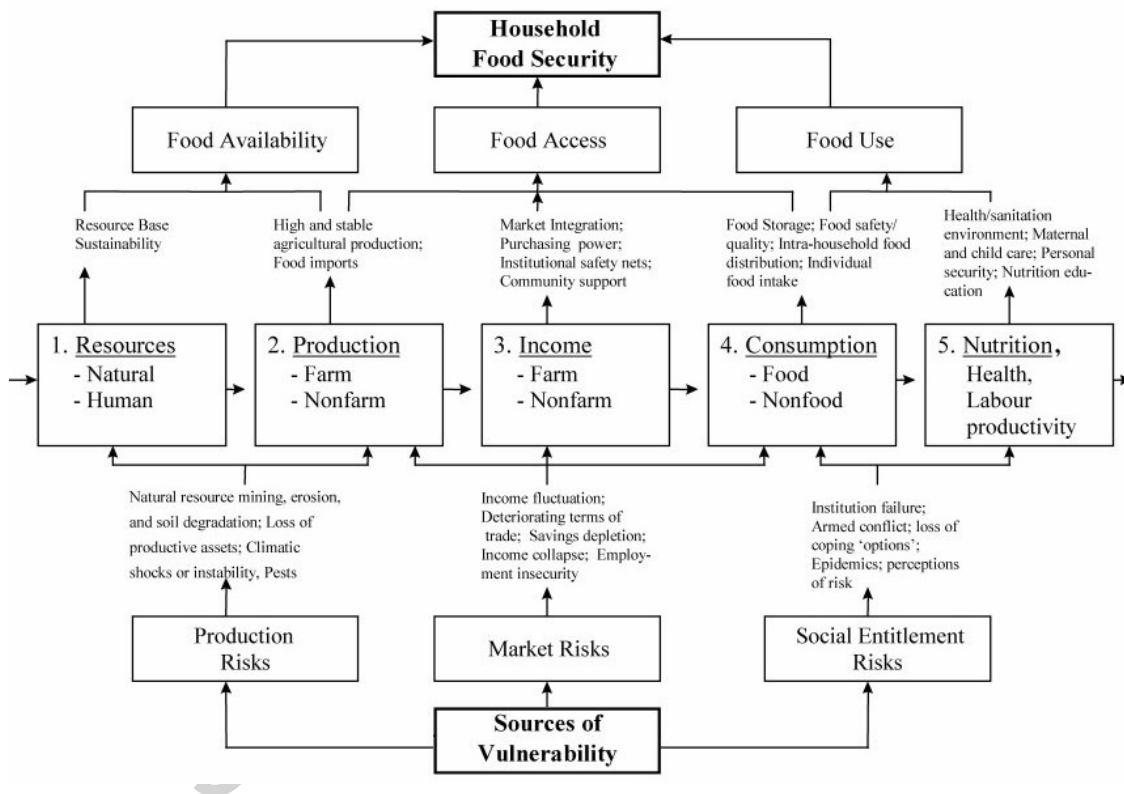 Household
Food Security
Food Availability
Food Access
Food Use
Resource Base
Sustainability
High and stable
agricultural production;
Food imports
Market Integration;
Purchasing power;
Institutional safety nets;
Community support
Food Storage; Food safety/
quality; Intra-household food
distribution; Individual
food intake
Health/sanitation
environment; Maternal
and child care; Personal
security; Nutrition edu-
cation
1. Resources
- Natural
- Human
2. Production
- Farm
- Nonfarm
3. Income
- Farm
- Nonfarm
4. Consumption
- Food
- Nonfood
5. Nutrition,
Health,
Labour
productivity
Natural resource mining, erosion,
and soil degradation; Loss of
productive assets; Climatic
shocks or instability, Pests
Income fluctuation;
Deteriorating terms of
trade; Savings depletion;
Income collapse; Employ-
ment insecurity
Institution failure;
Armed conflict; loss of
coping ‘options’;
Epidemics; perceptions
of risk
Production
Risks
Market Risks
Social Entitlement
Risks
Sources of
Vulnerability